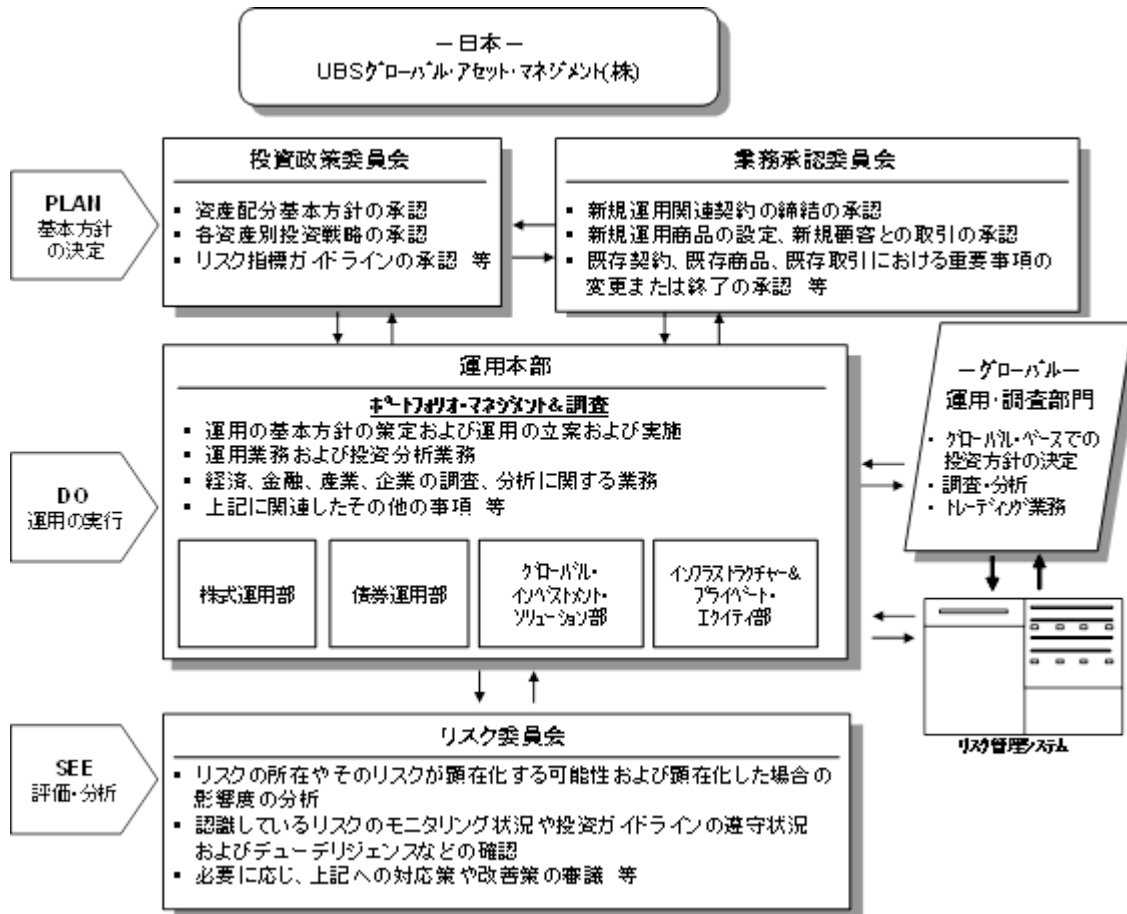 －日本－
UBSｸﾞﾛｰﾊﾞﾙ・ｱｾｯﾄ・ﾏﾈｼﾞﾒﾝﾄ(株)
PLAN
基本方針
の決定
投資政策委員会
▪ 資産配分基本方針の承認
▪ 各資産別投資戦略の承認
▪ リスク指標ガイドラインの承認 等
業務承認委員会
▪ 新規運用関連契約の締結の承認
▪ 新規運用商品の設定、新規顧客との取引の承認
▪ 既存契約、既存商品、既存取引における重要事項の
変更または終了の承認 等
DO
運用の実行
運用本部
ﾎﾟｰﾄﾌｫﾘｵ・ﾏﾈｼﾞﾒﾝﾄ＆調査
▪ 運用の基本方針の策定および運用の立案および実施
▪ 運用業務および投資分析業務
▪ 経済、金融、産業、企業の調査、分析に関する業務
▪ 上記に関連したその他の事項 等
株式運用部
債券運用部
ｸﾞﾛｰﾊﾞﾙ・
ｲﾝﾍﾞｽﾄﾒﾝﾄ・
ｿﾘｭｰｼｮﾝ部
ｲﾝﾌﾗｽﾄﾗｸﾁｬｰ＆
ﾌﾟﾗｲﾍﾞｰﾄ・
ｴｸｲﾃｨ部
－ｸﾞﾛｰﾊﾞﾙ－
運用・調査部門
・ ｸﾞﾛｰﾊﾞﾙ・ﾍﾞｰｽでの
投資方針の決定
・ 調査・分析
・ ﾄﾚｰﾃﾞｨﾝｸﾞ業務
ﾘｽｸ管理ｼｽﾃﾑ
SEE
評価・分析
リスク委員会
▪ リスクの所在やそのリスクが顕在化する可能性および顕在化した場合の
影響度の分析
▪ 認識しているリスクのモニタリング状況や投資ガイドラインの遵守状況
およびデューデリジェンスなどの確認
▪ 必要に応じ、上記への対応策や改善策の審議 等